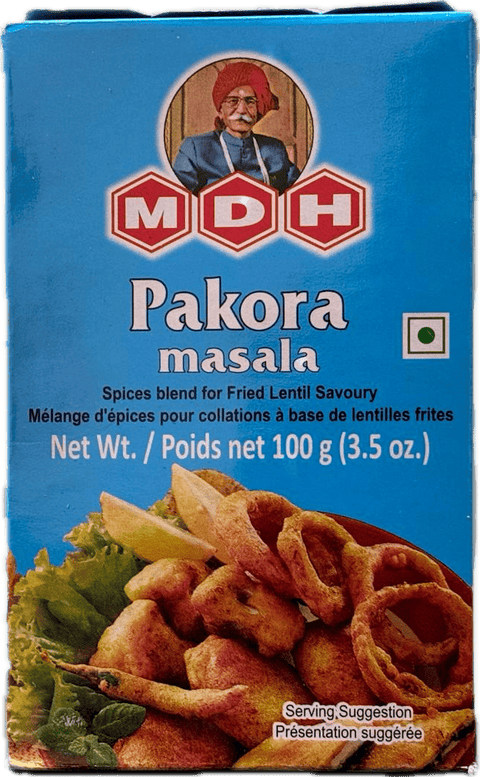 MDH
Pakora
masala
Spices blend for Fried Lentil Savoury
Mélange d'épices pour collations à base de lentilles frites
Net Wt. / Poids net 100 g (3.5 oz.)
Serving Suggestion
Présentation suggérée